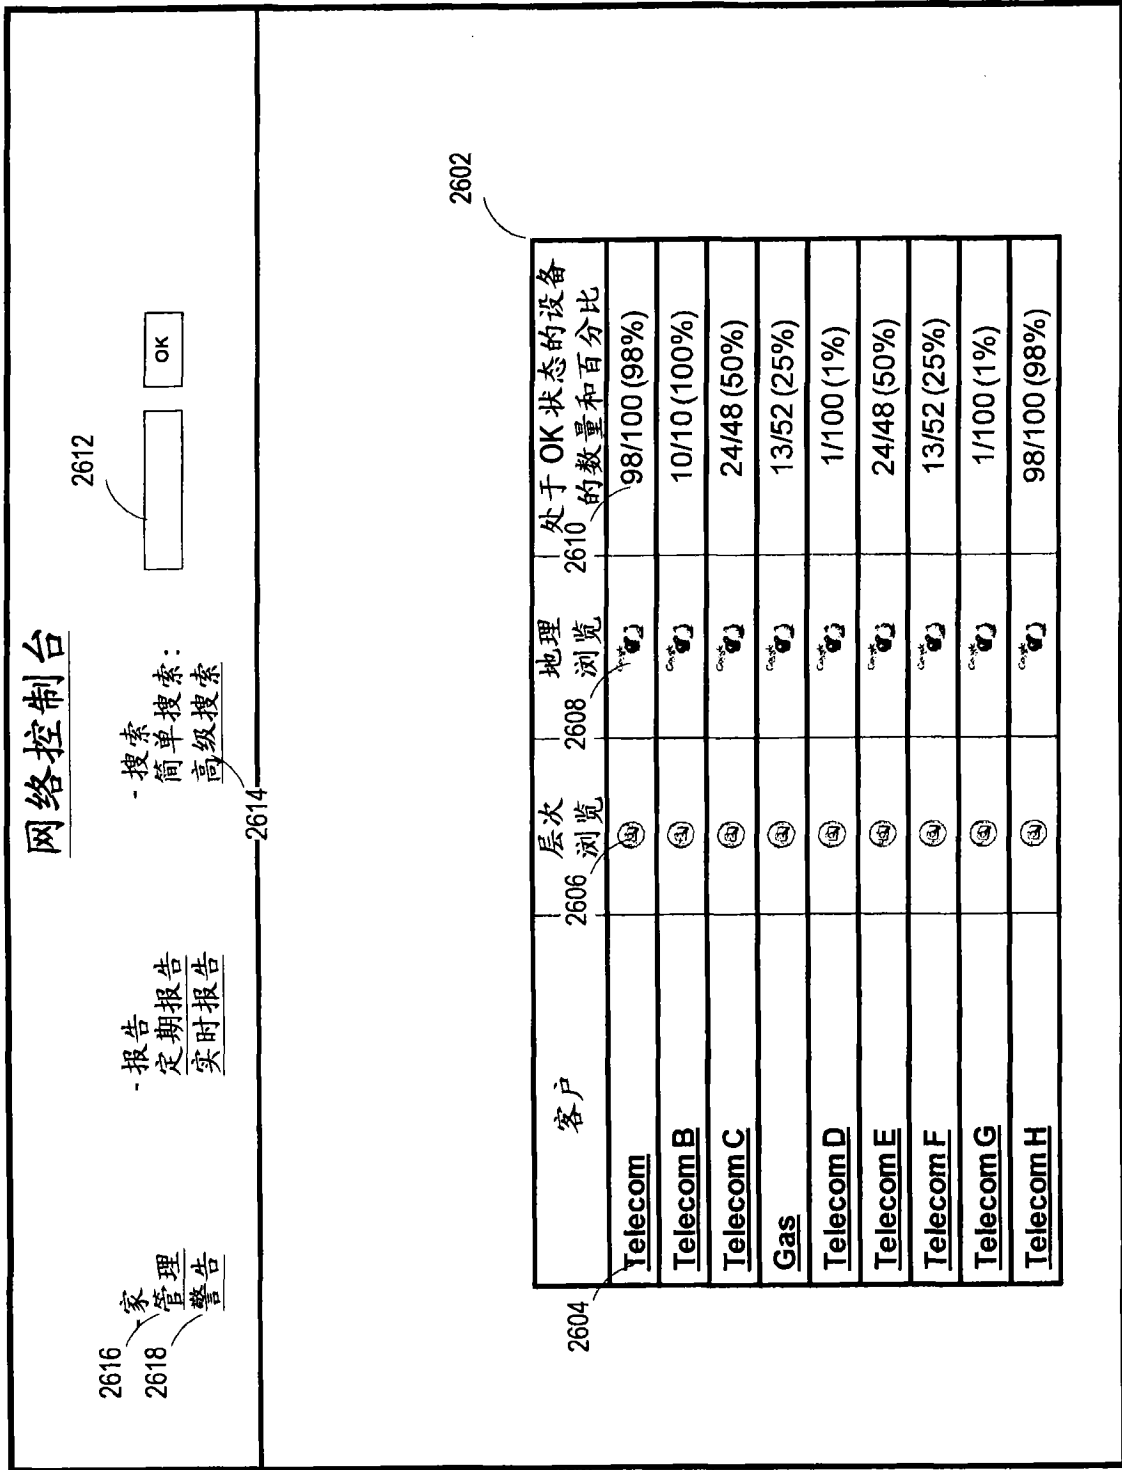 网络控制台
2616
2618
-家
管理
警告
-报告
定期报告
实时报告
-搜索
简单搜索:
高级搜索
2614
2612
OK
2602
客户
层次
浏览
地理
浏览
处于 OK 状态的设备
的数量和百分比
2606
2608
2610
2604
Telecom 98/100 (98%)
Telecom B 10/10 (100%)
Telecom C 24/48 (50%)
Gas 13/52 (25%)
Telecom D 1/100 (1%)
Telecom E 24/48 (50%)
Telecom F 13/52 (25%)
Telecom G 1/100 (1%)
Telecom H 98/100 (98%)